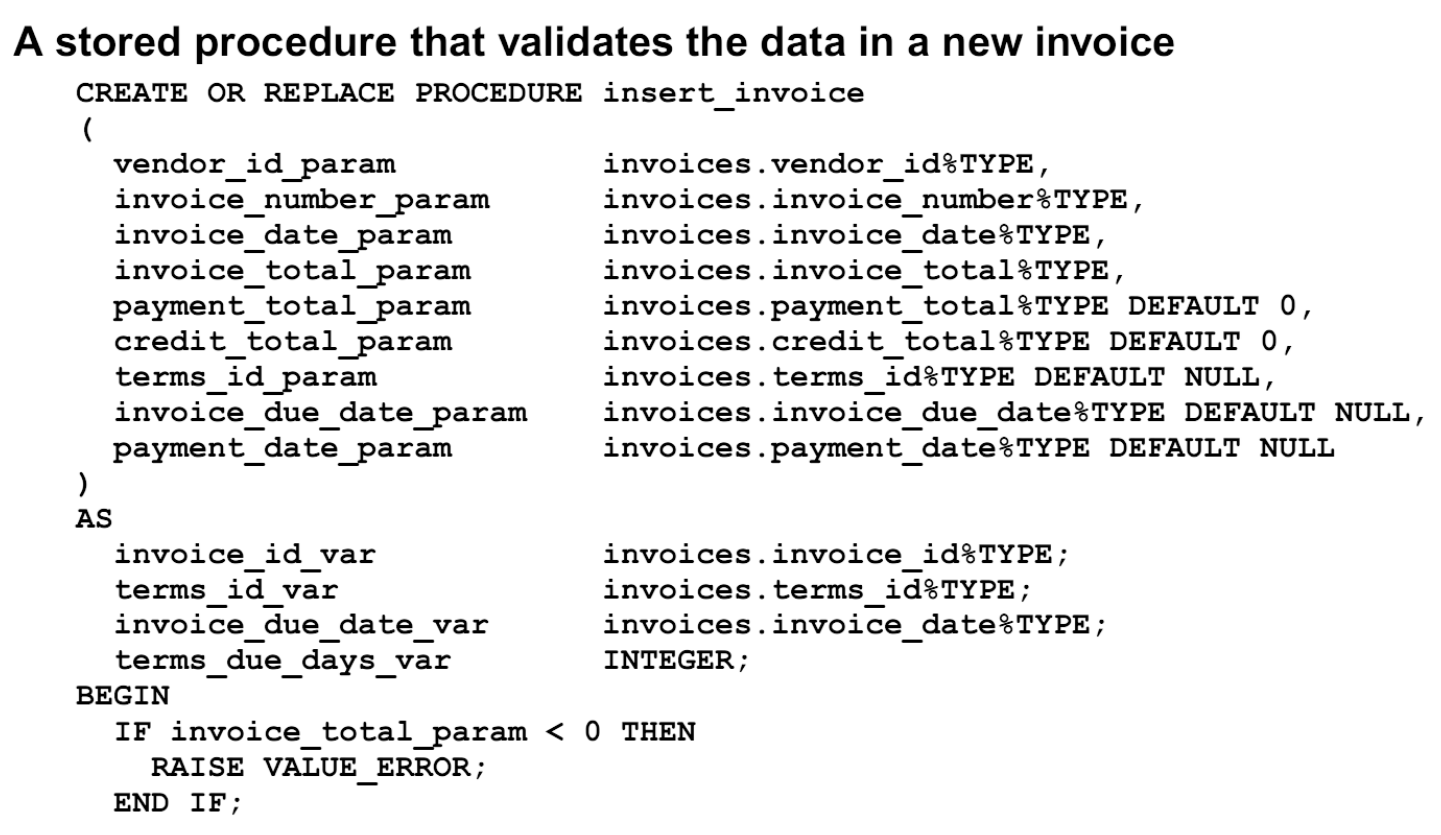 A stored procedure that validates the data in a new invoice
CREATE OR REPLACE PROCEDURE insert_invoice
(
  vendor_id_param           invoices.vendor_id%TYPE,
  invoice_number_param      invoices.invoice_number%TYPE,
  invoice_date_param        invoices.invoice_date%TYPE,
  invoice_total_param       invoices.invoice_total%TYPE,
  payment_total_param       invoices.payment_total%TYPE DEFAULT 0,
  credit_total_param        invoices.credit_total%TYPE DEFAULT 0,
  terms_id_param            invoices.terms_id%TYPE DEFAULT NULL,
  invoice_due_date_param    invoices.invoice_due_date%TYPE DEFAULT NULL,
  payment_date_param        invoices.payment_date%TYPE DEFAULT NULL
)
AS
  invoice_id_var            invoices.invoice_id%TYPE;
  terms_id_var              invoices.terms_id%TYPE;
  invoice_due_date_var      invoices.invoice_date%TYPE;
  terms_due_days_var        INTEGER;
BEGIN
  IF invoice_total_param < 0 THEN
    RAISE VALUE_ERROR;
  END IF;